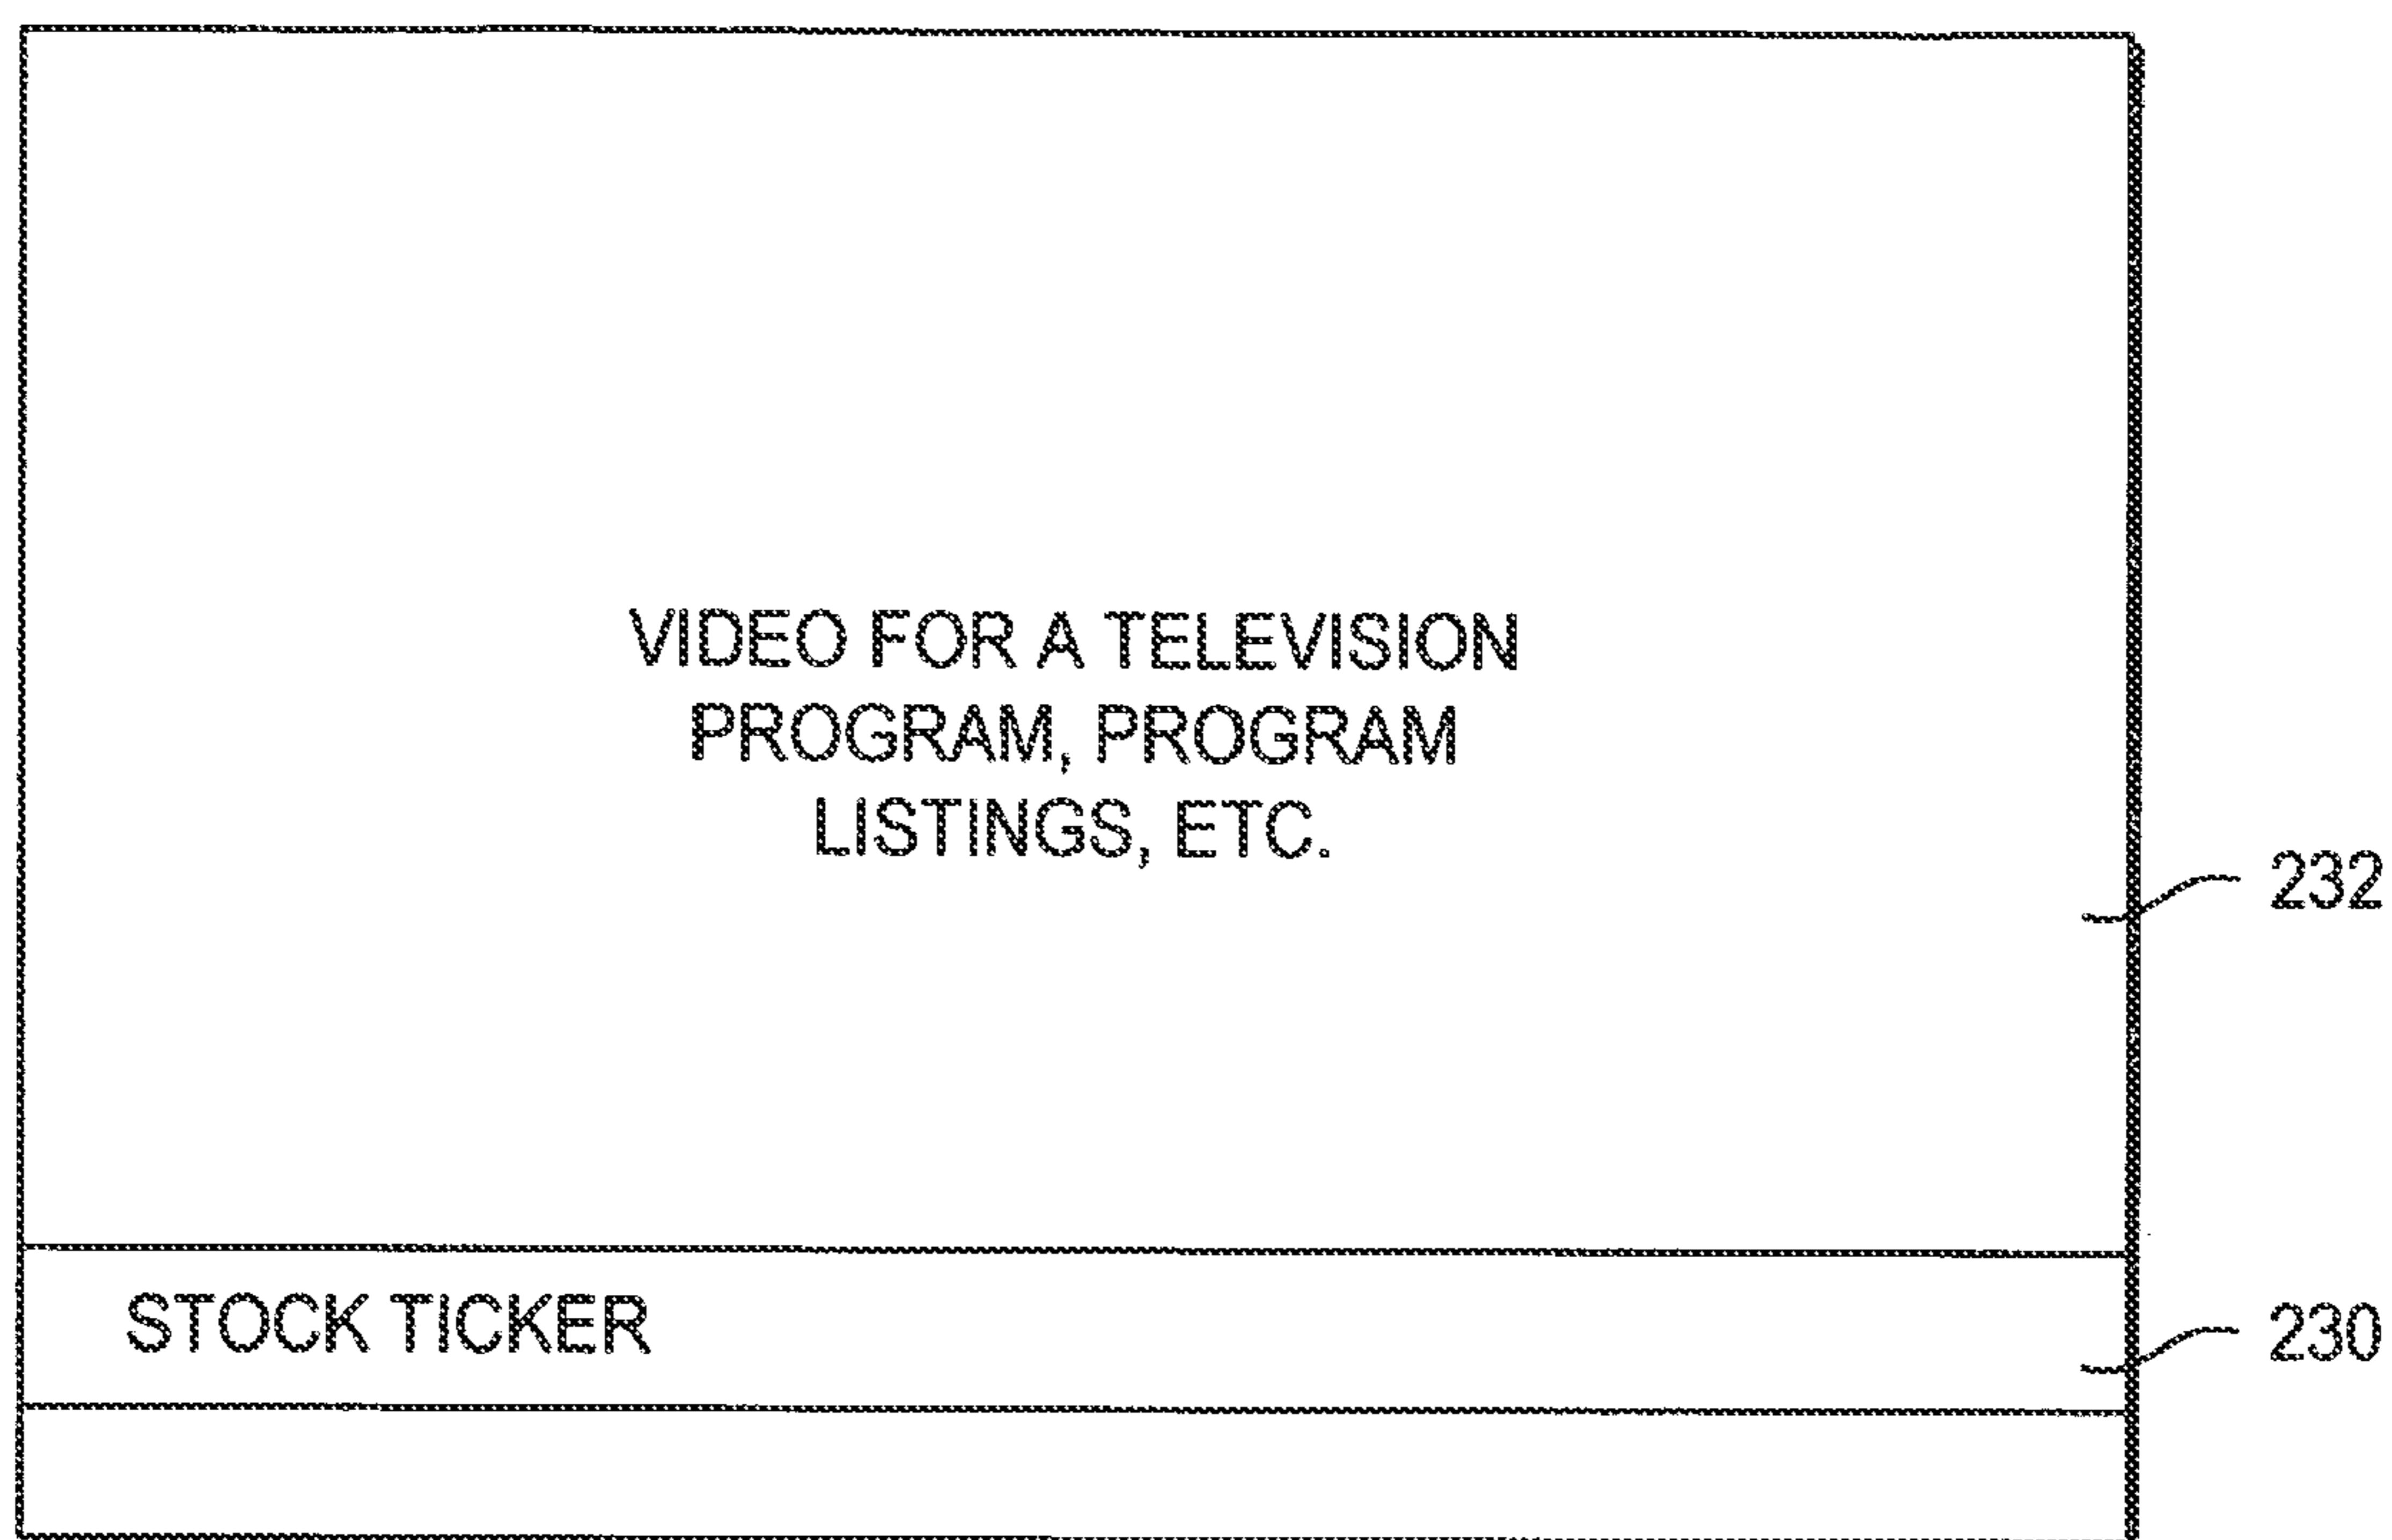 VIDEO FOR A TELEVISION
PROGRAM, PROGRAM
LISTINGS, ETC.
232
STOCK TICKER
230